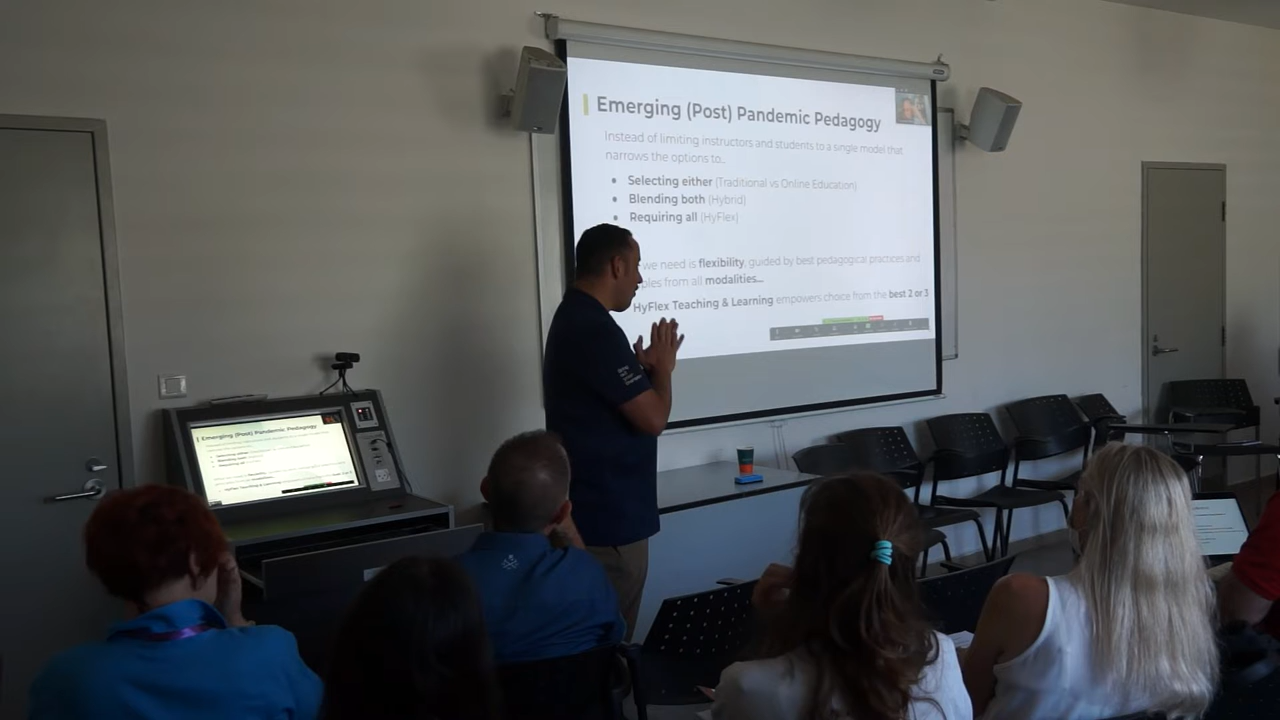 Emerging (Post) Pandemic Pedagogy
Instead of limiting instructors and students to a single model that
narrows the options to...
• Selecting either (Traditional vs Online Education)
• Blending both (Hybrid)
• Requiring all (HyFlex)
we need is flexibility, guided by best pedagogical practices and
from all modalities...
HyFlex Teaching & Learning empowers choice from the best 2 or 3
Emerging (Post) Pandemic Pedagogy